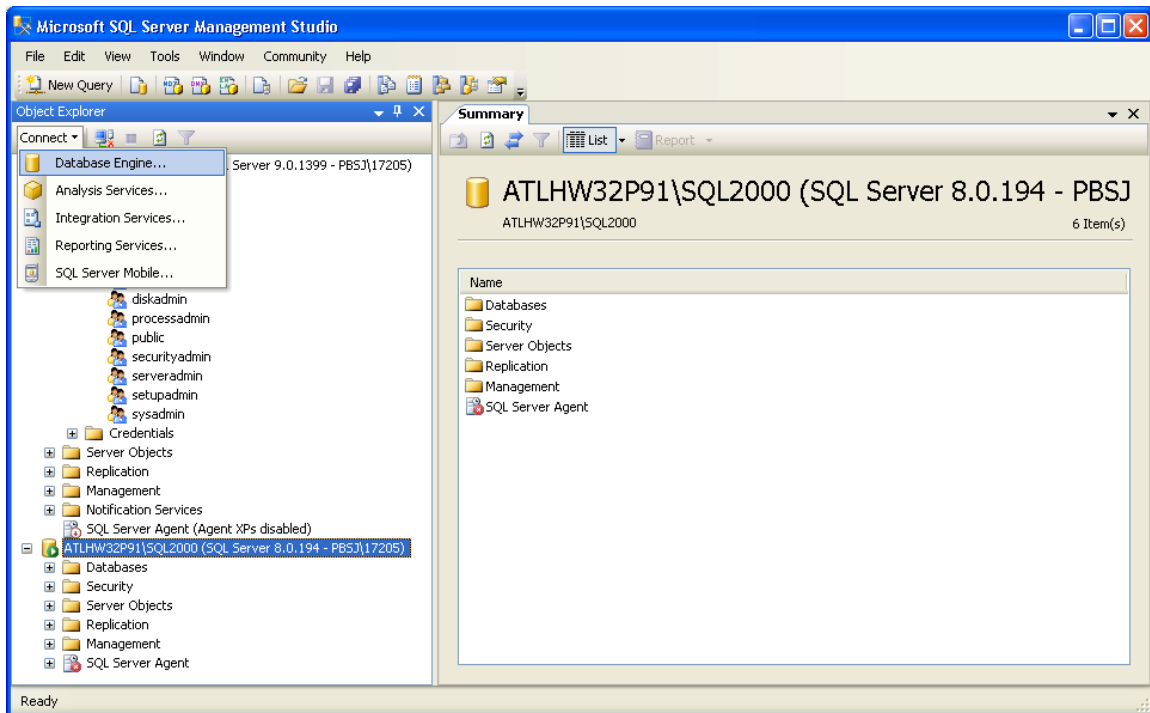 Microsoft SQL Server Management Studio
File Edit View Tools Window Community Help
New Query
Object Explorer
Connect
Database Engine...
Analysis Services...
Integration Services...
Reporting Services...
SQL Server Mobile...
Server 9.0.1399 - PBSJ\17205)
diskadmin
processadmin
public
securityadmin
serveradmin
setupadmin
sysadmin
Credentials
Server Objects
Replication
Management
Notification Services
SQL Server Agent (Agent XPs disabled)
ATLHW32P91\SQL2000 (SQL Server 8.0.194 - PBSJ\17205)
Databases
Security
Server Objects
Replication
Management
SQL Server Agent
Summary
List Report
ATLHW32P91\SQL2000 (SQL Server 8.0.194 - PBSJ
ATLHW32P91\SQL2000 6 Item(s)
Name
Databases
Security
Server Objects
Replication
Management
SQL Server Agent
Ready